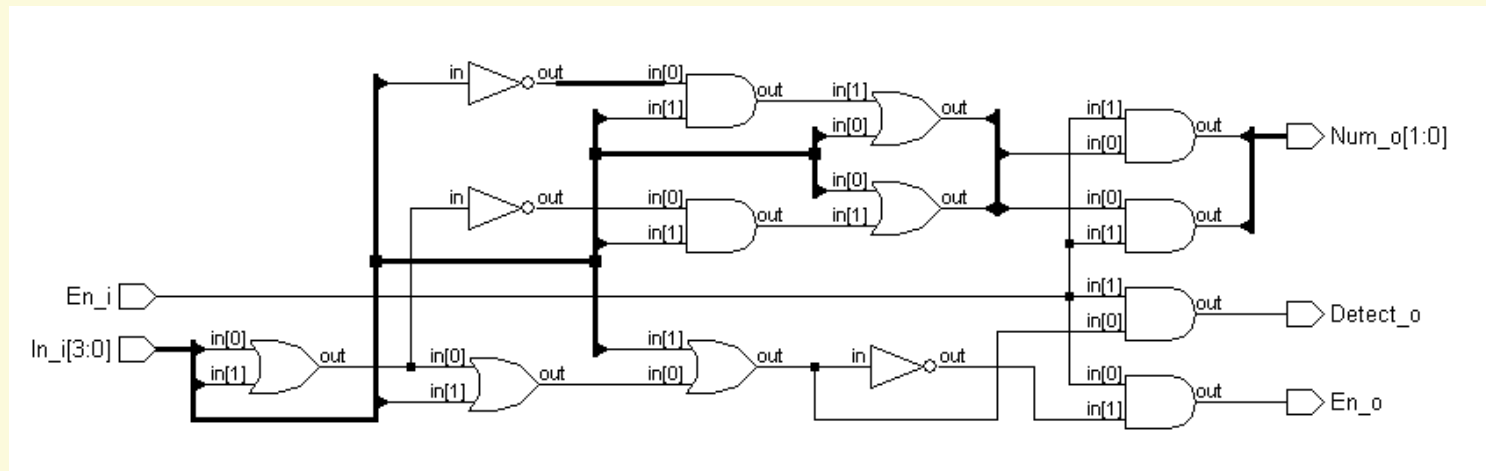 in out in[0] out in[1] out
in[1] in[0] in[1] out
in[0] Num_o[1:0]
in[0] out
in out in[0] out in[1] in[0] out
in[1] in[1]
En_i in[1] out
in[0] Detect_o
In_i[3:0] in[0] out in[1] out in out
in[1] in[0] out in[0] in[0] out
in[1] in[1] En_o